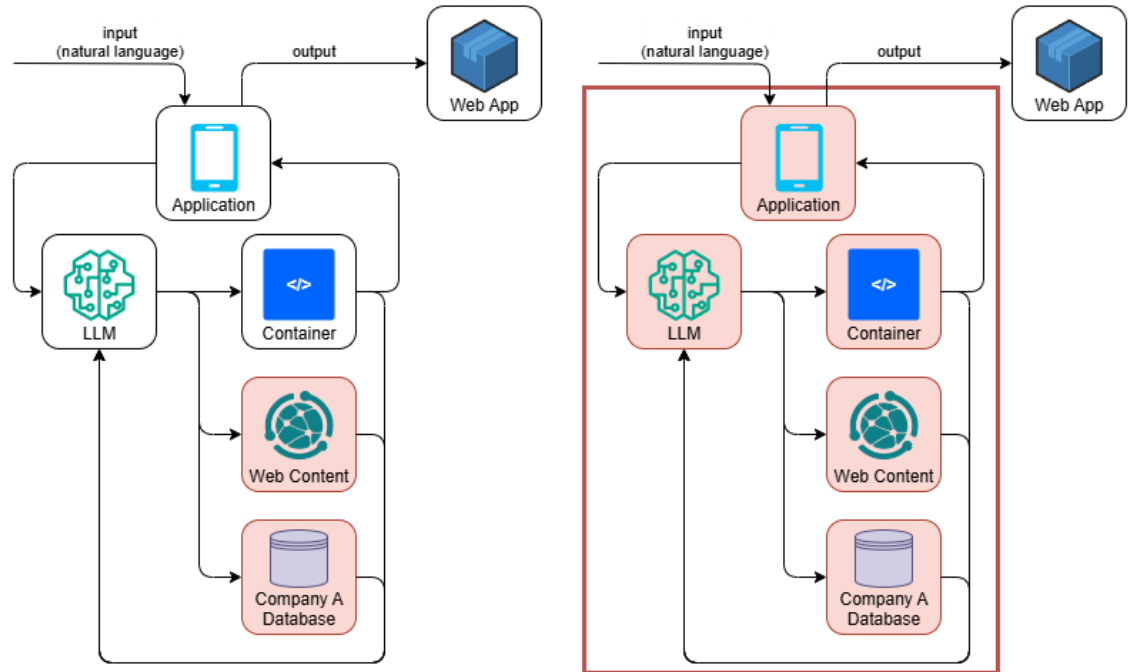 input
(natural language)
output
Web App
Application
LLM
</>
Container
Web Content
Company A
Database
input
(natural language)
output
Web App
Application
LLM
</>
Container
Web Content
Company A
Database